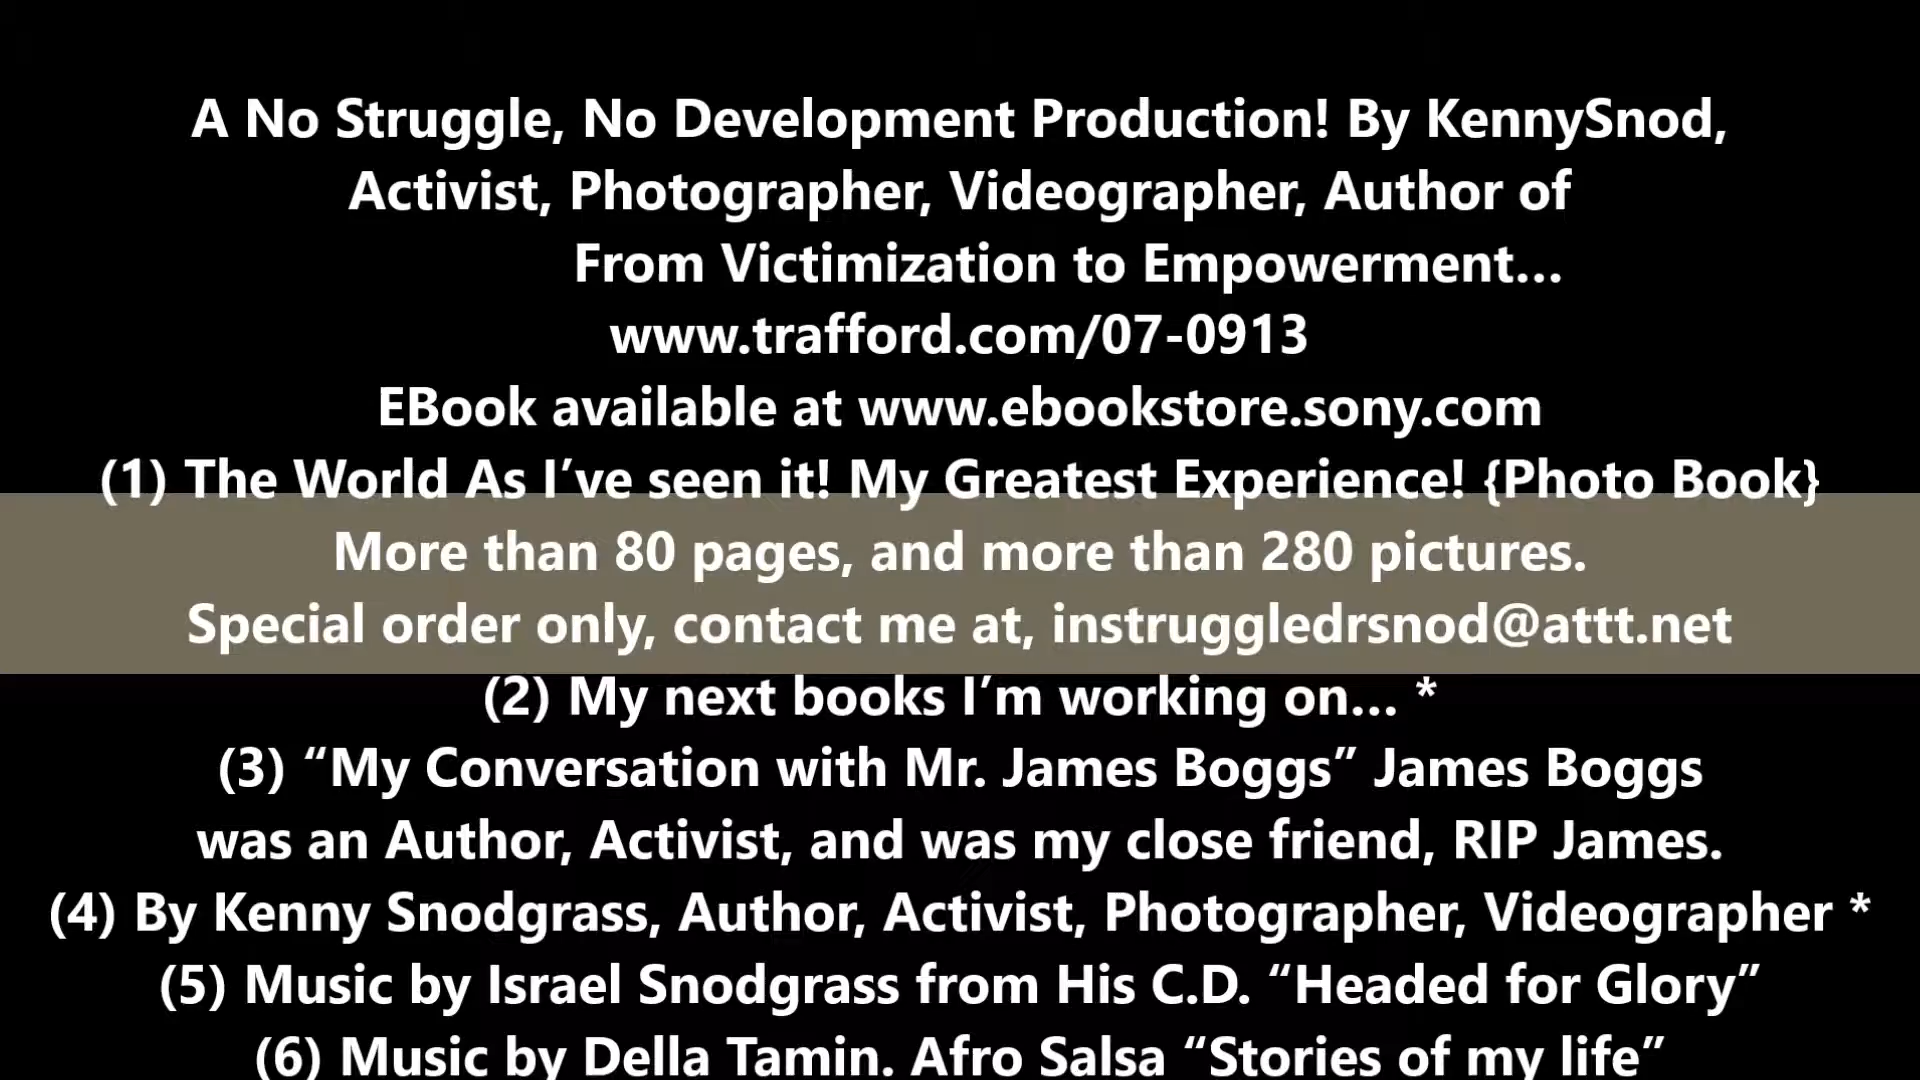 A No Struggle, No Development Production! By KennySnod,
Activist, Photographer, Videographer, Author of
From Victimization to Empowerment...
www.trafford.com/07-0913
EBook available at www.ebookstore.sony.com
(1) The World As I’ve seen it! My Greatest Experience! {Photo Book}
More than 80 pages, and more than 280 pictures.
Special order only, contact me at, instruggledrsnod@attt.net
(2) My next books I’m working on... *
(3) “My Conversation with Mr. James Boggs” James Boggs
was an Author, Activist, and was my close friend, RIP James.
(4) By Kenny Snodgrass, Author, Activist, Photographer, Videographer *
(5) Music by Israel Snodgrass from His C.D. “Headed for Glory”
(6) Music by Della Tamin. Afro Salsa “Stories of my life”